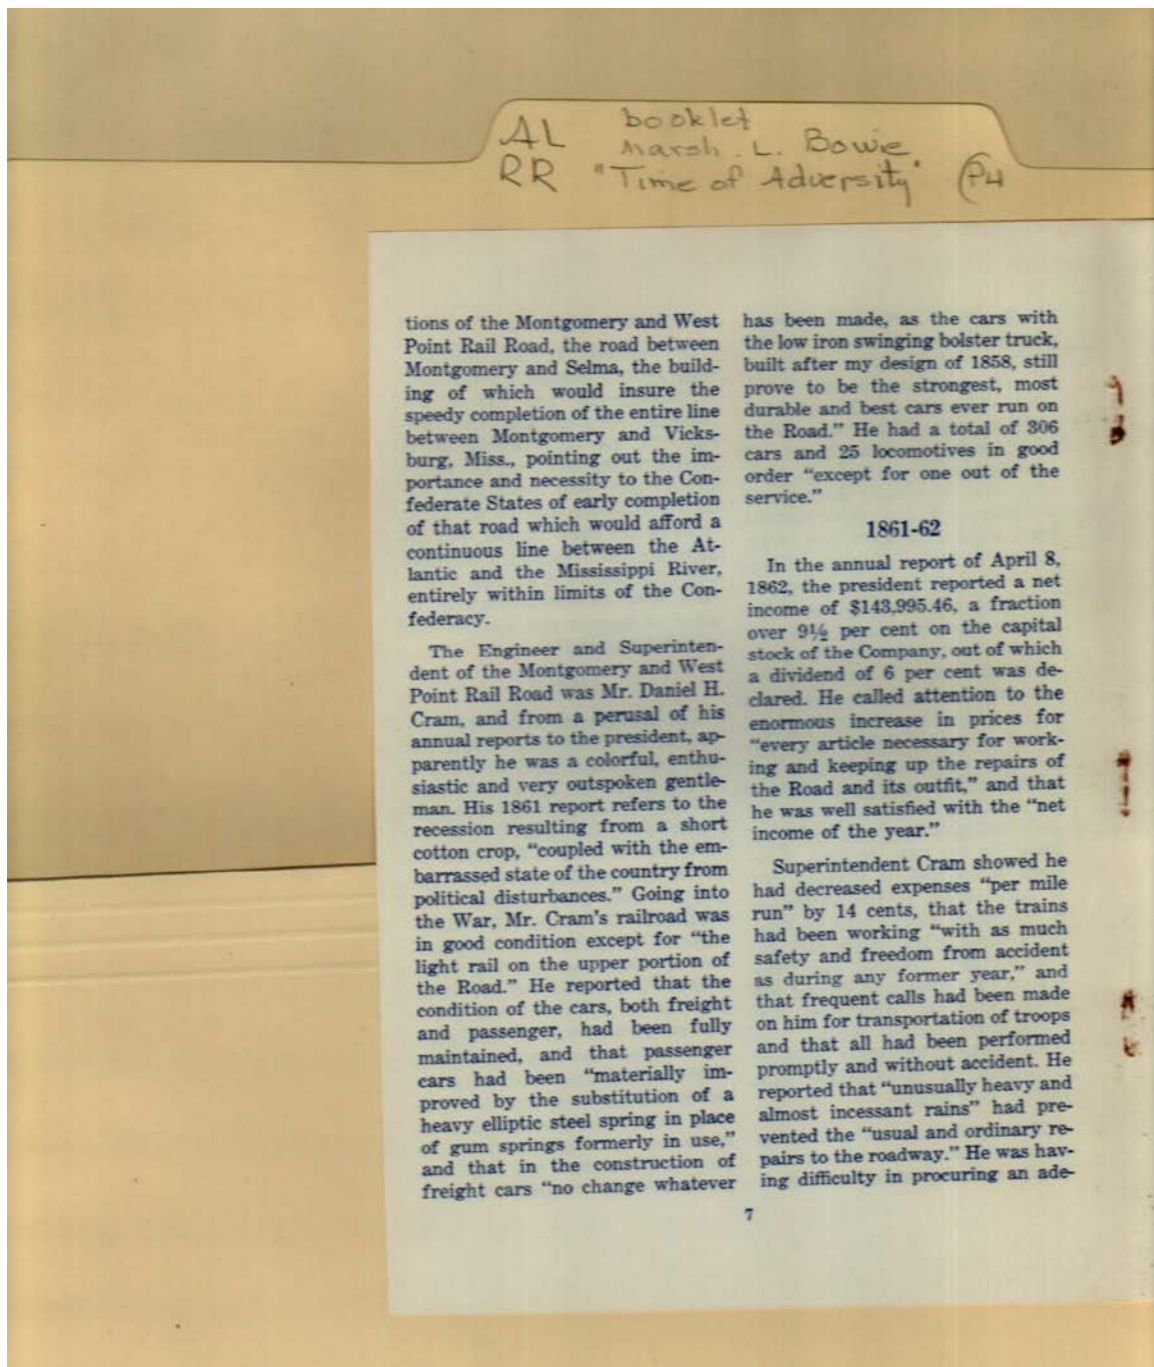 AL booklet
Marsh. L. Bowie
RR "Time of Adversity"
tions of the Montgomery and West
Point Rail Road, the road between
Montgomery and Selma, the build-
ing of which would insure the
speedy completion of the entire line
between Montgomery and Vicks-
burg, Miss., pointing out the im-
portance and necessity to the Con-
federate States of early completion
of that road which would afford a
continuous line between the At-
lantic and the Mississippi River,
entirely within limits of the Con-
federacy.
The Engineer and Superinten-
dent of the Montgomery and West
Point Rail Road was Mr. Daniel H.
Cram, and from a perusal of his
annual reports to the president, ap-
parently he was a colorful, enthu-
siastic and very outspoken gentle-
man. His 1861 report refers to the
recession resulting from a short
cotton crop, “coupled with the em-
barrassed state of the country from
political disturbances.” Going into
the War, Mr. Cram’s railroad was
in good condition except for “the
light rail on the upper portion of
the Road.” He reported that the
condition of the cars, both freight
and passenger, had been fully
maintained, and that passenger
cars had been “materially im-
proved by the substitution of a
heavy elliptic steel spring in place
of gum springs formerly in use,”
and that in the construction of
freight cars “no change whatever
has been made, as the cars with
the low iron swinging bolster truck,
built after my design of 1858, still
prove to be the strongest, most
durable and best cars ever run on
the Road.” He had a total of 306
cars and 25 locomotives in good
order “except for one out of the
service.”
1861-62
In the annual report of April 8,
1862, the president reported a net
income of $143,995.46, a fraction
over 9½ per cent on the capital
stock of the Company, out of which
a dividend of 6 per cent was de-
clared. He called attention to the
enormous increase in prices for
“every article necessary for work-
ing and keeping up the repairs of
the Road and its outfit,” and that
he was well satisfied with the “net
income of the year.”
Superintendent Cram showed he
had decreased expenses “per mile
run” by 14 cents, that the trains
had been working “with as much
safety and freedom from accident
as during any former year,” and
that frequent calls had been made
on him for transportation of troops
and that all had been performed
promptly and without accident. He
reported that “unusually heavy and
almost incessant rains” had pre-
vented the “usual and ordinary re-
pairs to the roadway.” He was hav-
ing difficulty in procuring an ade-
7